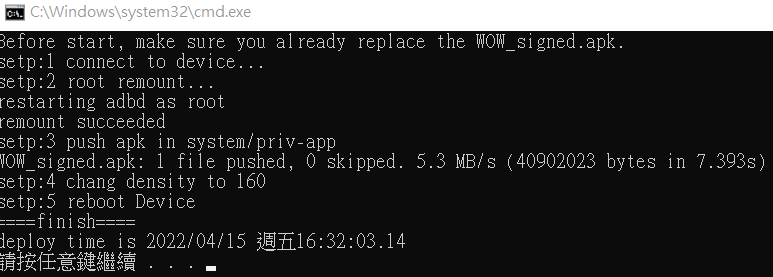 C:\Windows\system32\cmd.exe
Before start, make sure you already replace the WOW_signed.apk.
setp:1 connect to device...
setp:2 root remount...
restarting adbd as root
remount succeeded
setp:3 push apk in system/priv-app
WOW_signed.apk: 1 file pushed, 0 skipped. 5.3 MB/s (40902023 bytes in 7.393s)
setp:4 chang density to 160
setp:5 reboot Device
====finish====
deploy time is 2022/04/15 週五16:32:03.14
請按任意鍵繼續 . . .